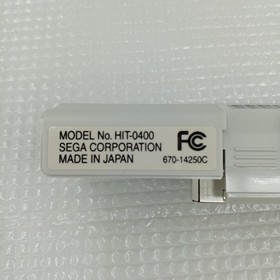 MODEL No. HIT-0400
SEGA CORPORATION
MADE IN JAPAN
FC
670-14250C